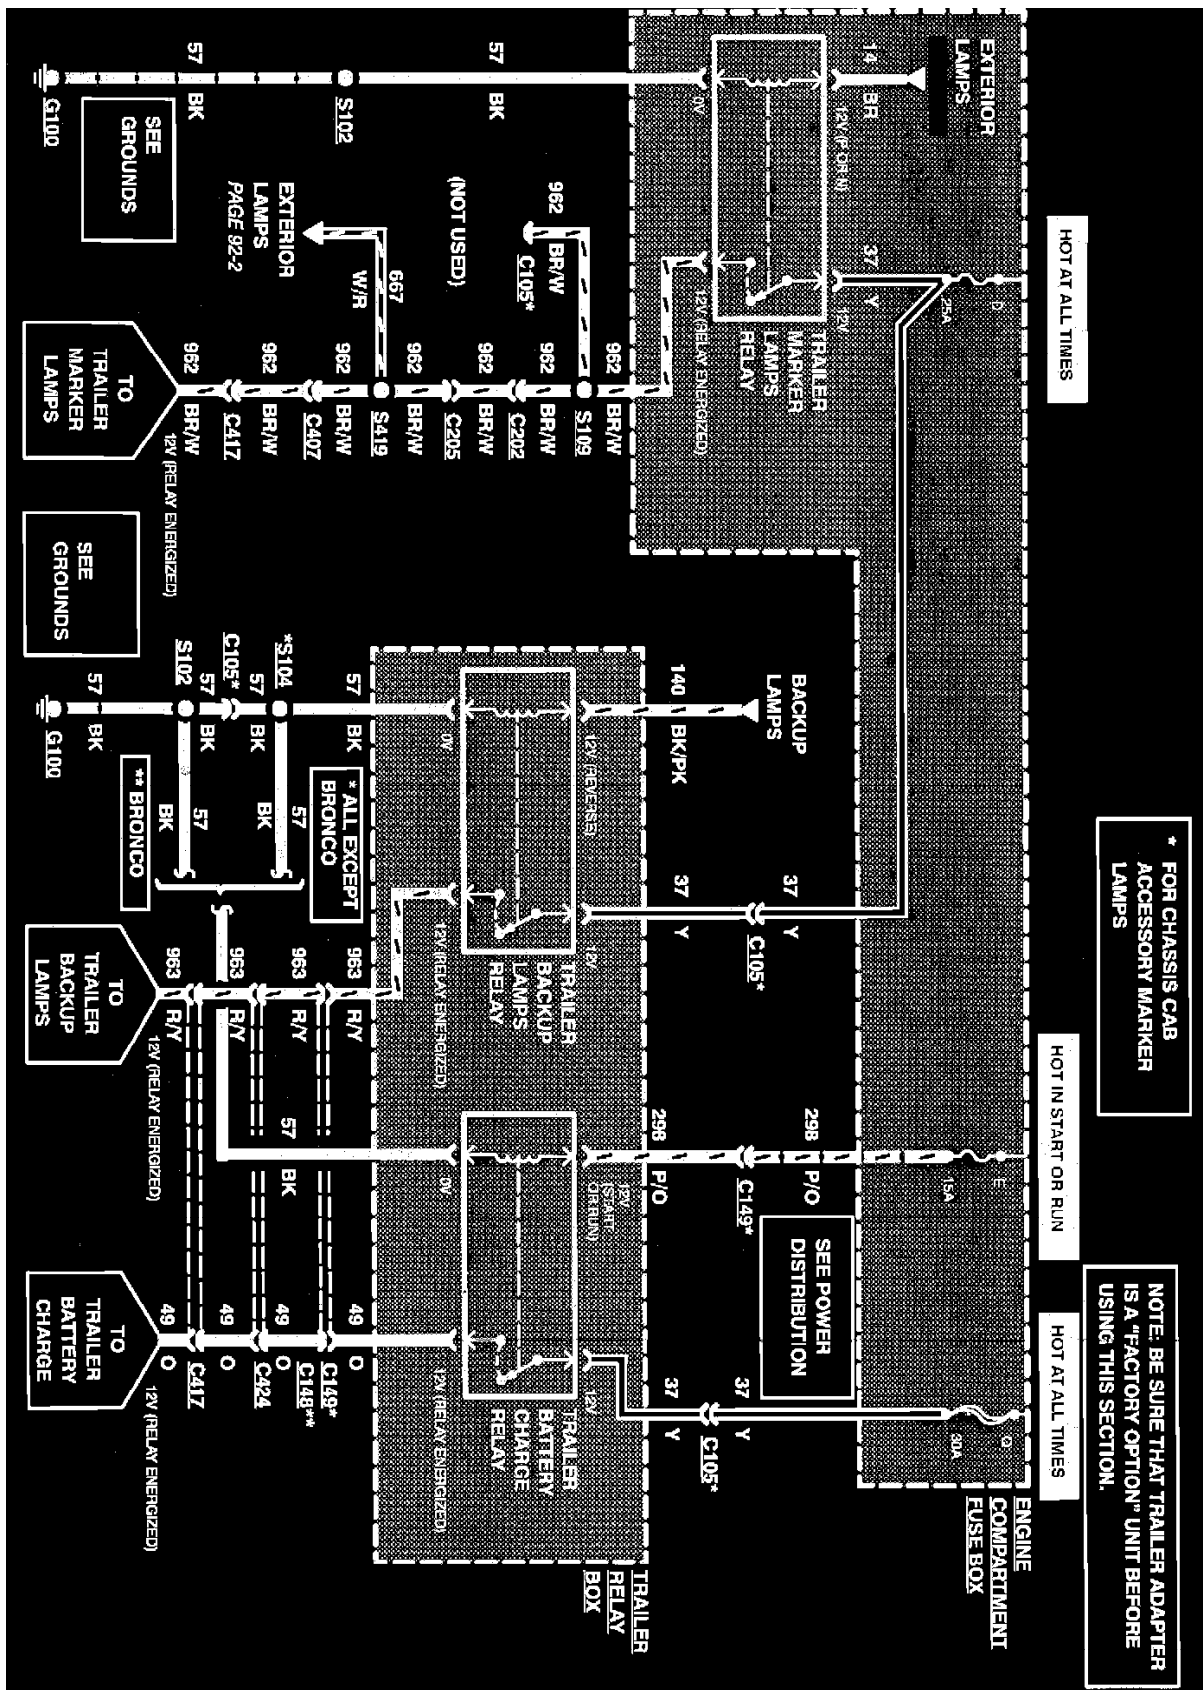 NOTE: BE SURE THAT TRAILER ADAPTER
IS A "FACTORY OPTION" UNIT BEFORE
USING THIS SECTION.
* FOR CHASSIS CAB
ACCESSORY MARKER
LAMPS
HOT AT ALL TIMES
HOT IN START OR RUN
HOT AT ALL TIMES
ENGINE
COMPARTMENT
FUSE BOX
EXTERIOR
LAMPS
D
25A
E
15A
Q
30A
14 BR
12V (P OR N)
37 Y
12V
TRAILER
MARKER
LAMPS
RELAY
0V
12V (RELAY ENERGIZED)
SEE POWER
DISTRIBUTION
37 Y
C105*
37 Y
298 P/O
C149*
298 P/O
37 Y
C105*
37 Y
BACKUP
LAMPS
140 BK/PK
TRAILER
RELAY
BOX
12V (REVERSE)
12V
TRAILER
BACKUP
LAMPS
RELAY
0V
12V (RELAY ENERGIZED)
12V
(START
OR RUN)
12V
TRAILER
BATTERY
CHARGE
RELAY
0V
12V (RELAY ENERGIZED)
57 BK
S102
57 BK
G100
SEE
GROUNDS
962 BR/W
S109
962 BR/W
C105*
(NOT USED)
962 BR/W
C202
962 BR/W
C205
962 BR/W
S419
667 W/R
EXTERIOR
LAMPS
PAGE 92-2
962 BR/W
C407
962 BR/W
C417
962 BR/W
12V (RELAY ENERGIZED)
TO
TRAILER
MARKER
LAMPS
SEE
GROUNDS
57 BK
*S104
57 BK
C105*
57 BK
S102
57 BK
G100
57 BK
57 BK
* ALL EXCEPT
BRONCO
** BRONCO
963 R/Y
963 R/Y
963 R/Y
963 R/Y
12V (RELAY ENERGIZED)
TO
TRAILER
BACKUP
LAMPS
57 BK
49 O
C149*
C148**
49 O
C424
49 O
C417
49 O
12V (RELAY ENERGIZED)
TO
TRAILER
BATTERY
CHARGE